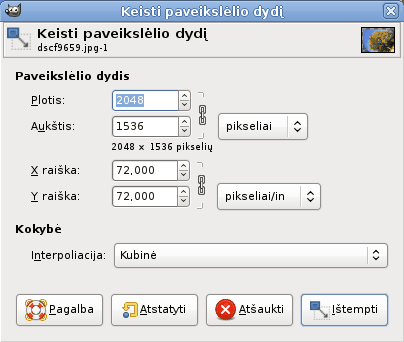 Keisti paveikslėlio dydį
Keisti paveikslėlio dydį
dscf9659.jpg-1
Paveikslėlio dydis
Plotis: 2048
Aukštis: 1536 pikseliai
2048 × 1536 pikselių
X raiška: 72,000
Y raiška: 72,000 pikseliai/in
Kokybė
Interpoliacija: Kubinė
Pagalba Atstatyti Atšaukti Ištempti